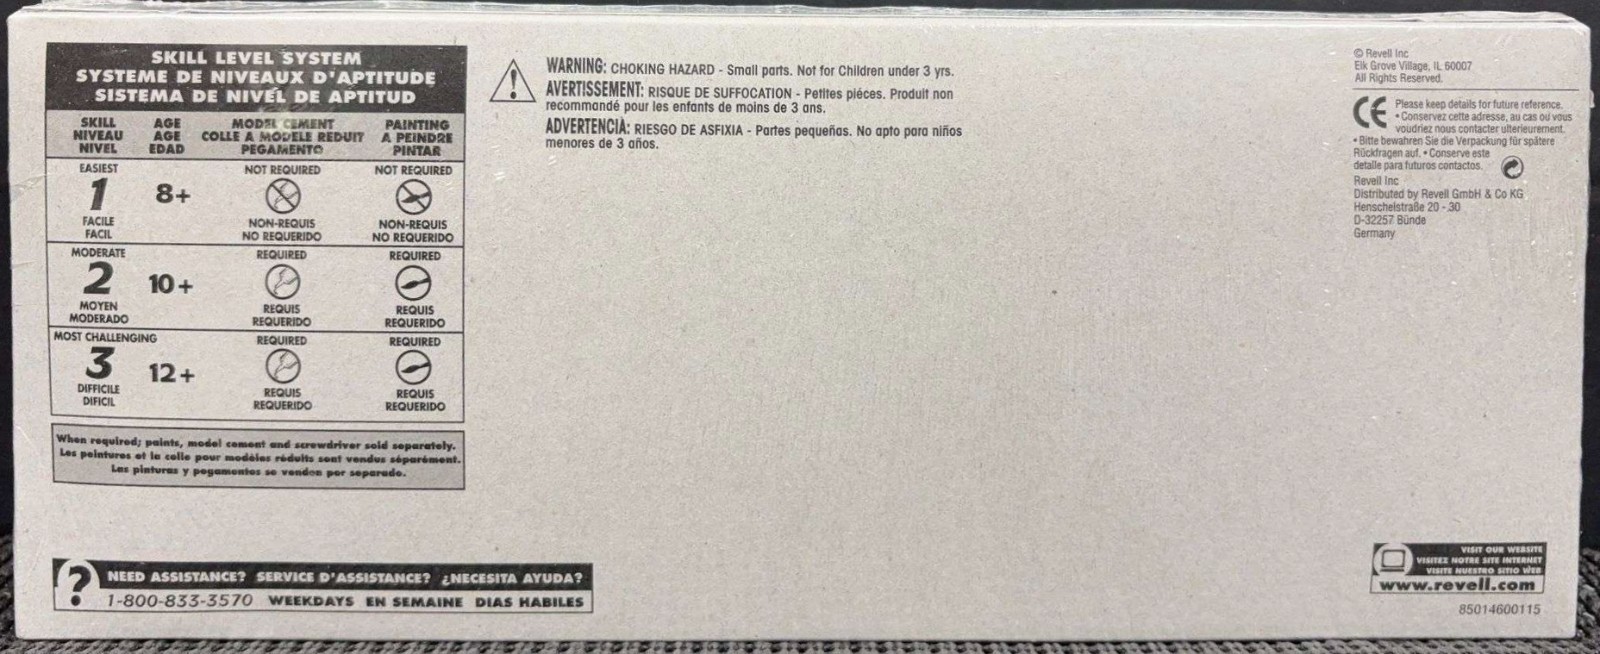 SKILL LEVEL SYSTEM
SYSTEME DE NIVEAUX D'APTITUDE
SISTEMA DE NIVEL DE APTITUD
SKILL
NIVEAU
NIVEL
AGE
AGE
EDAD
MODEL CEMENT
COLLE A MODELE REDUIT
PEGAMENTO
PAINTING
A PEINDRE
PINTAR
EASIEST
1
FACILE
FACIL
8+
NOT REQUIRED
NON-REQUIS
NO REQUERIDO
NOT REQUIRED
NON-REQUIS
NO REQUERIDO
MODERATE
2
MOYEN
MODERADO
10+
REQUIRED
REQUIS
REQUERIDO
REQUIRED
REQUIS
REQUERIDO
MOST CHALLENGING
3
DIFFICILE
DIFICIL
12+
REQUIRED
REQUIS
REQUERIDO
REQUIRED
REQUIS
REQUERIDO
When required; paints, model cement and screwdriver sold separately.
Les peintures et la colle pour modèles réduits sont vendus séparément.
Las pinturas y pegamentos se venden por separado.
? NEED ASSISTANCE? SERVICE D'ASSISTANCE? ¿NECESITA AYUDA?
1-800-833-3570 WEEKDAYS EN SEMAINE DIAS HABILES
WARNING: CHOKING HAZARD - Small parts. Not for Children under 3 yrs.
AVERTISSEMENT: RISQUE DE SUFFOCATION - Petites pièces. Produit non
recommandé pour les enfants de moins de 3 ans.
ADVERTENCIA: RIESGO DE ASFIXIA - Partes pequeñas. No apto para niños
menores de 3 años.
© Revell Inc
Elk Grove Village, IL 60007
All Rights Reserved.
CE
Please keep details for future reference.
• Conservez cette adresse, au cas où vous
voudriez nous contacter ulterieurement.
• Bitte bewahren Sie die Verpackung für spätere
Rückfragen auf. • Conserve este
detalle para futuros contactos.
Revell Inc
Distributed by Revell GmbH & Co KG
Henschelstraße 20 - 30
D-32257 Bünde
Germany
VISIT OUR WEBSITE
VISITEZ NOTRE SITE INTERNET
VISITE NUESTRO SITIO WEB
www.revell.com
85014600115